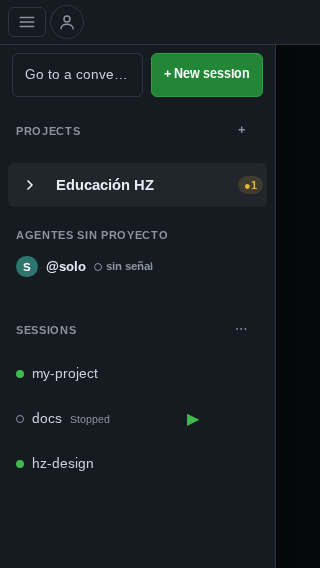 Go to a conve…
+ New session
PROJECTS +
Educación HZ ●1
AGENTES SIN PROYECTO
S @solo ○ sin señal
SESSIONS ···
my-project
docs Stopped
hz-design